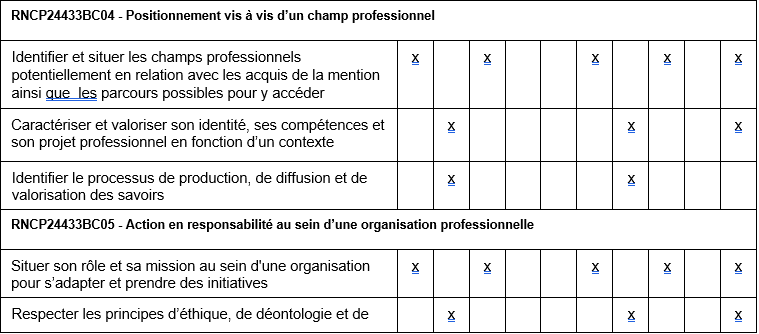 RNCP24433BC04 - Positionnement vis à vis d’un champ professionnel
Identifier et situer les champs professionnels x x x x x
potentiellement en relation avec les acquis de la mention
ainsi que les parcours possibles pour y accéder
Caractériser et valoriser son identité, ses compétences et x x x
son projet professionnel en fonction d’un contexte
Identifier le processus de production, de diffusion et de x x
valorisation des savoirs
RNCP24433BC05 - Action en responsabilité au sein d’une organisation professionnelle
Situer son rôle et sa mission au sein d'une organisation x x x x x
pour s’adapter et prendre des initiatives
Respecter les principes d’éthique, de déontologie et de x x x